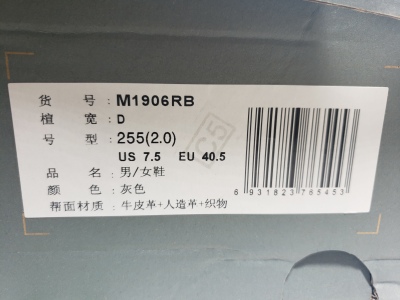 货 号: M1906RB
楦 宽: D
号 型: 255(2.0)
US 7.5 EU 40.5
品 名: 男/女鞋
颜 色: 灰色
帮面材质: 牛皮革+人造革+织物
6 931823 765453